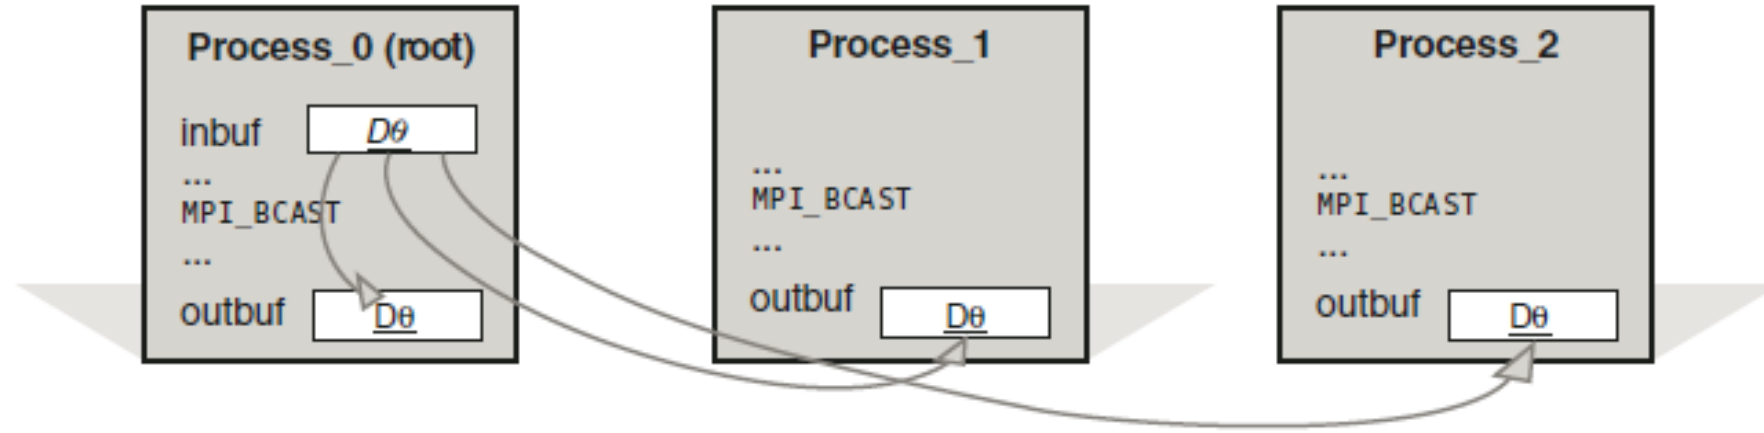 Process_0 (root)
inbuf Dθ
...
MPI_BCAST
...
outbuf Dθ
Process_1
...
MPI_BCAST
...
outbuf Dθ
Process_2
...
MPI_BCAST
...
outbuf Dθ